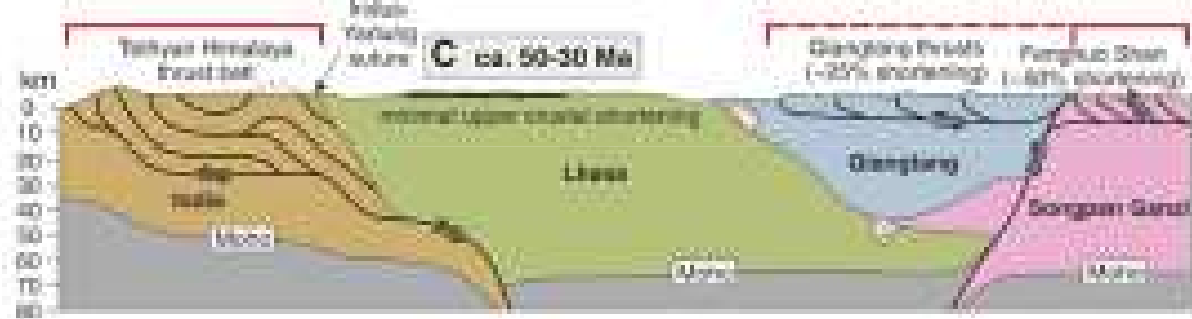 Indus-
Yarlung
suture
Tethyan Himalaya
thrust belt
C ca. 50-30 Ma
Qiangtang thrusts
(~25% shortening)
Fenghuo Shan
shortening)
km
0
10
20
30
40
50
60
70
80
minimal upper crustal shortening
Lhasa
Qiangtang
Songpan Ganzi
Moho
Moho
Moho